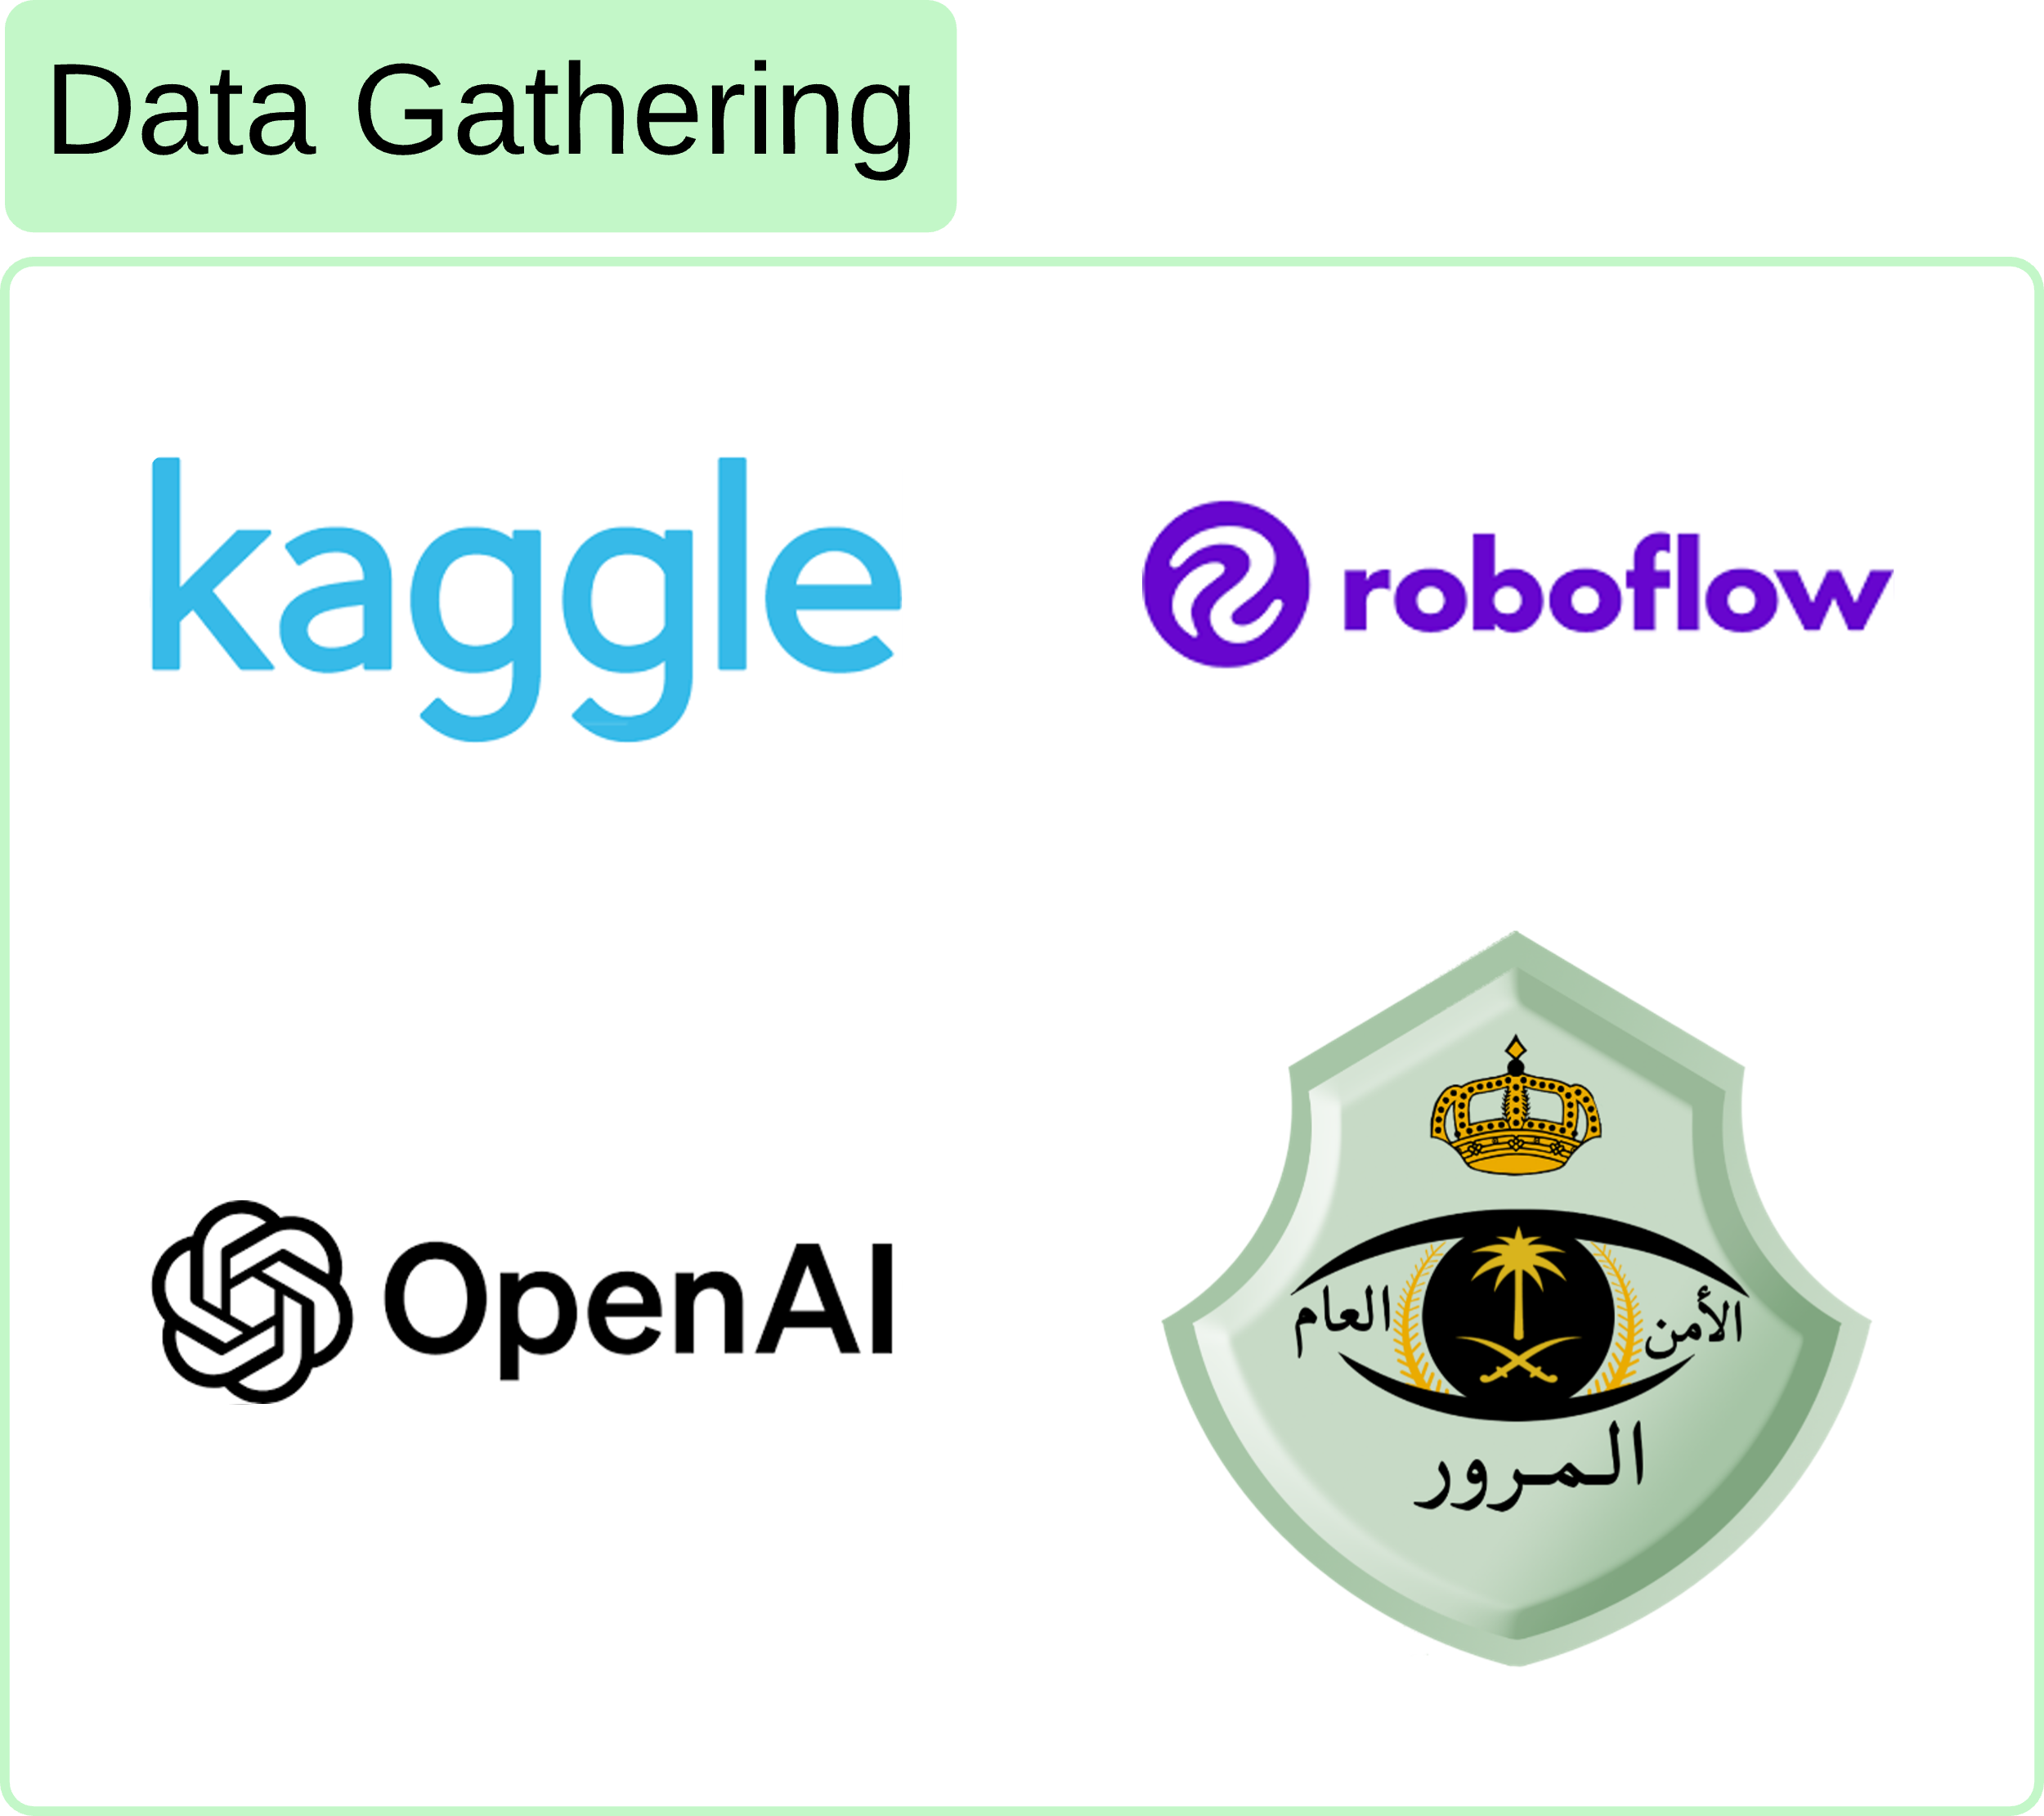 Data Gathering
kaggle
roboflow
OpenAI
الأمن العام
المرور